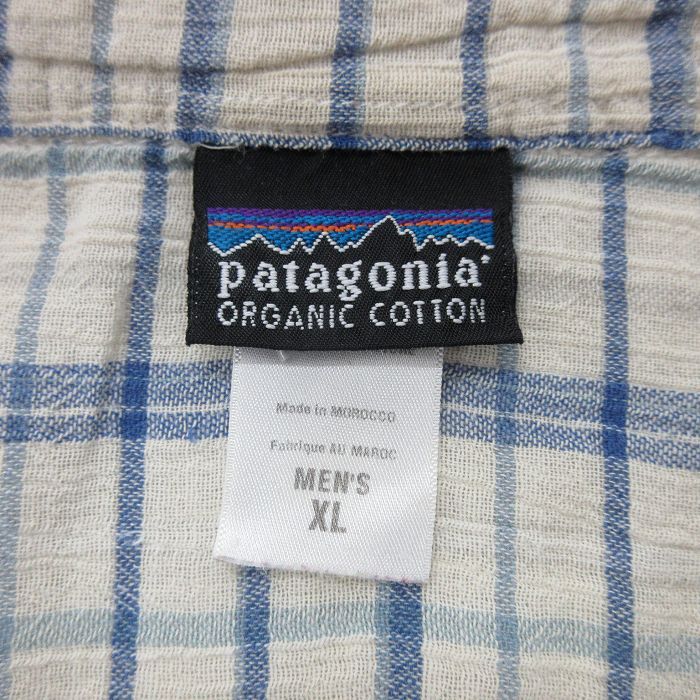 patagonia®
ORGANIC COTTON
Made in MOROCCO
Fabrique AU MAROC
MEN'S
XL